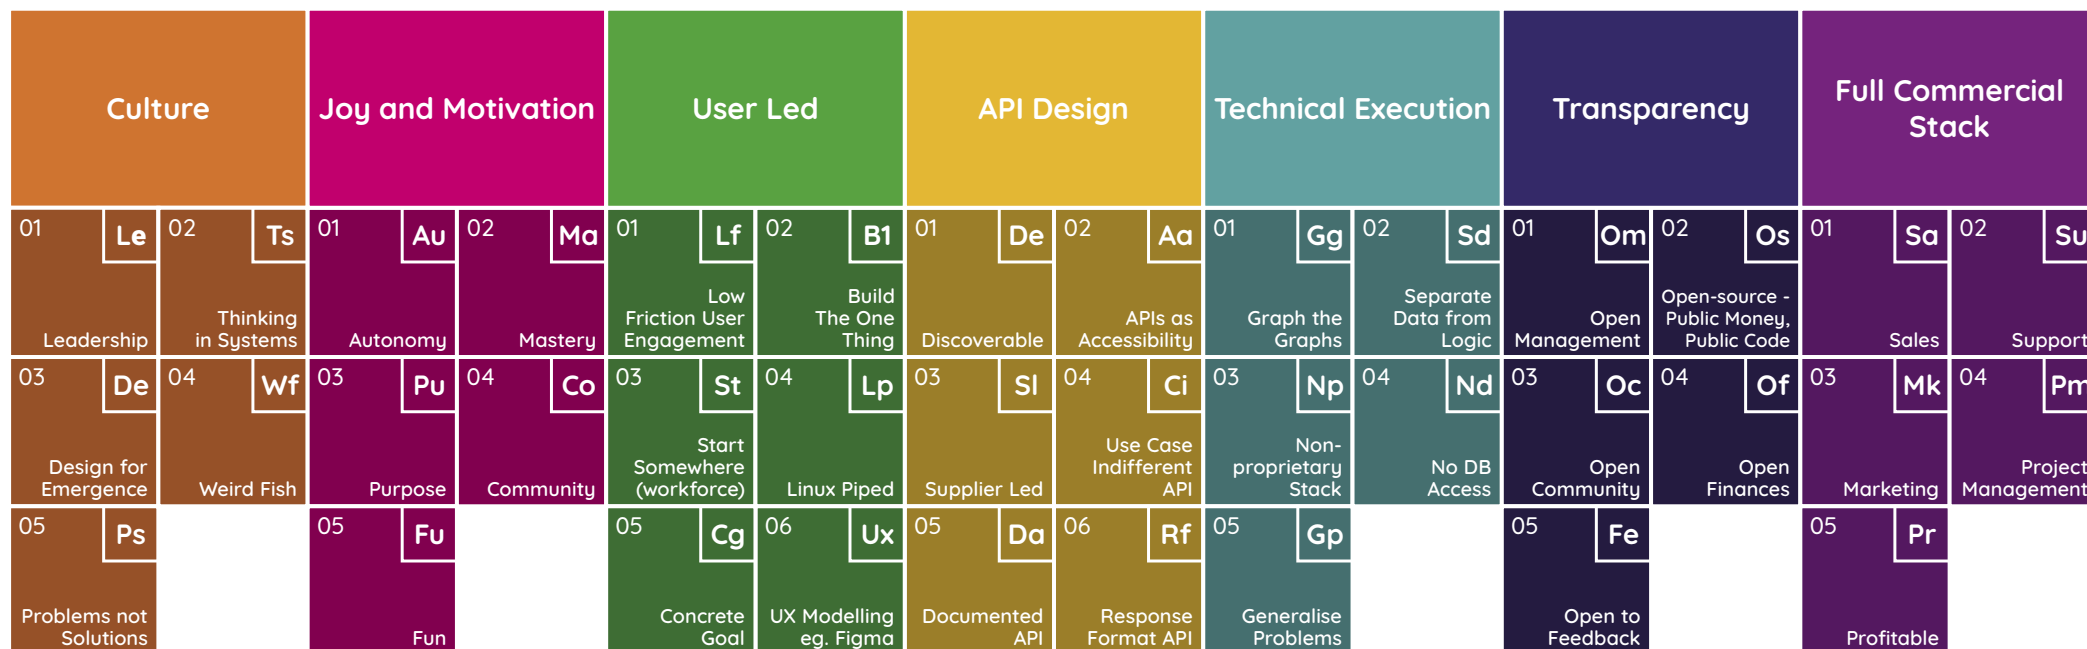 Culture
Joy and Motivation
User Led
API Design
Technical Execution
Transparency
Full Commercial
Stack
01
Le
Leadership
02
Ts
Thinking
in Systems
01
Au
Autonomy
02
Ma
Mastery
01
Lf
Low
Friction User
Engagement
02
B1
Build
The One
Thing
01
De
Discoverable
02
Aa
APIs as
Accessibility
01
Gg
Graph the
Graphs
02
Sd
Separate
Data from
Logic
01
Om
Open
Management
02
Os
Open-source -
Public Money,
Public Code
01
Sa
Sales
02
Su
Support
03
De
Design for
Emergence
04
Wf
Weird Fish
03
Pu
Purpose
04
Co
Community
03
St
Start
Somewhere
(workforce)
04
Lp
Linux Piped
03
Sl
Supplier Led
04
Ci
Use Case
Indifferent
API
03
Np
Non-
proprietary
Stack
04
Nd
No DB
Access
03
Oc
Open
Community
04
Of
Open
Finances
03
Mk
Marketing
04
Pm
Project
Management
05
Ps
Problems not
Solutions
05
Fu
Fun
05
Cg
Concrete
Goal
06
Ux
UX Modelling
eg. Figma
05
Da
Documented
API
06
Rf
Response
Format API
05
Gp
Generalise
Problems
05
Fe
Open to
Feedback
05
Pr
Profitable